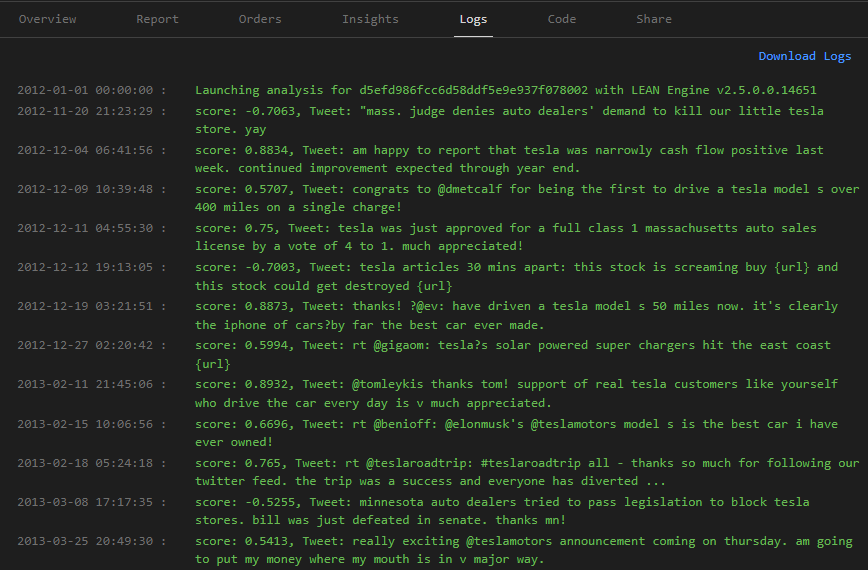 Overview Report Orders Insights Logs Code Share
Download Logs
2012-01-01 00:00:00 : Launching analysis for d5efd986fcc6d58ddf5e9e937f078002 with LEAN Engine v2.5.0.0.14651
2012-11-20 21:23:29 : score: -0.7063, Tweet: "mass. judge denies auto dealers' demand to kill our little tesla
store. yay
2012-12-04 06:41:56 : score: 0.8834, Tweet: am happy to report that tesla was narrowly cash flow positive last
week. continued improvement expected through year end.
2012-12-09 10:39:48 : score: 0.5707, Tweet: congrats to @dmetcalf for being the first to drive a tesla model s over
400 miles on a single charge!
2012-12-11 04:55:30 : score: 0.75, Tweet: tesla was just approved for a full class 1 massachusetts auto sales
license by a vote of 4 to 1. much appreciated!
2012-12-12 19:13:05 : score: -0.7003, Tweet: tesla articles 30 mins apart: this stock is screaming buy {url} and
this stock could get destroyed {url}
2012-12-19 03:21:51 : score: 0.8873, Tweet: thanks! ?@ev: have driven a tesla model s 50 miles now. it's clearly
the iphone of cars?by far the best car ever made.
2012-12-27 02:20:42 : score: 0.5994, Tweet: rt @gigaom: tesla?s solar powered super chargers hit the east coast
{url}
2013-02-11 21:45:06 : score: 0.8932, Tweet: @tomleykis thanks tom! support of real tesla customers like yourself
who drive the car every day is v much appreciated.
2013-02-15 10:06:56 : score: 0.6696, Tweet: rt @benioff: @elonmusk's @teslamotors model s is the best car i have
ever owned!
2013-02-18 05:24:18 : score: 0.765, Tweet: rt @teslaroadtrip: #teslaroadtrip all - thanks so much for following our
twitter feed. the trip was a success and everyone has diverted ...
2013-03-08 17:17:35 : score: -0.5255, Tweet: minnesota auto dealers tried to pass legislation to block tesla
stores. bill was just defeated in senate. thanks mn!
2013-03-25 20:49:30 : score: 0.5413, Tweet: really exciting @teslamotors announcement coming on thursday. am going
to put my money where my mouth is in v major way.